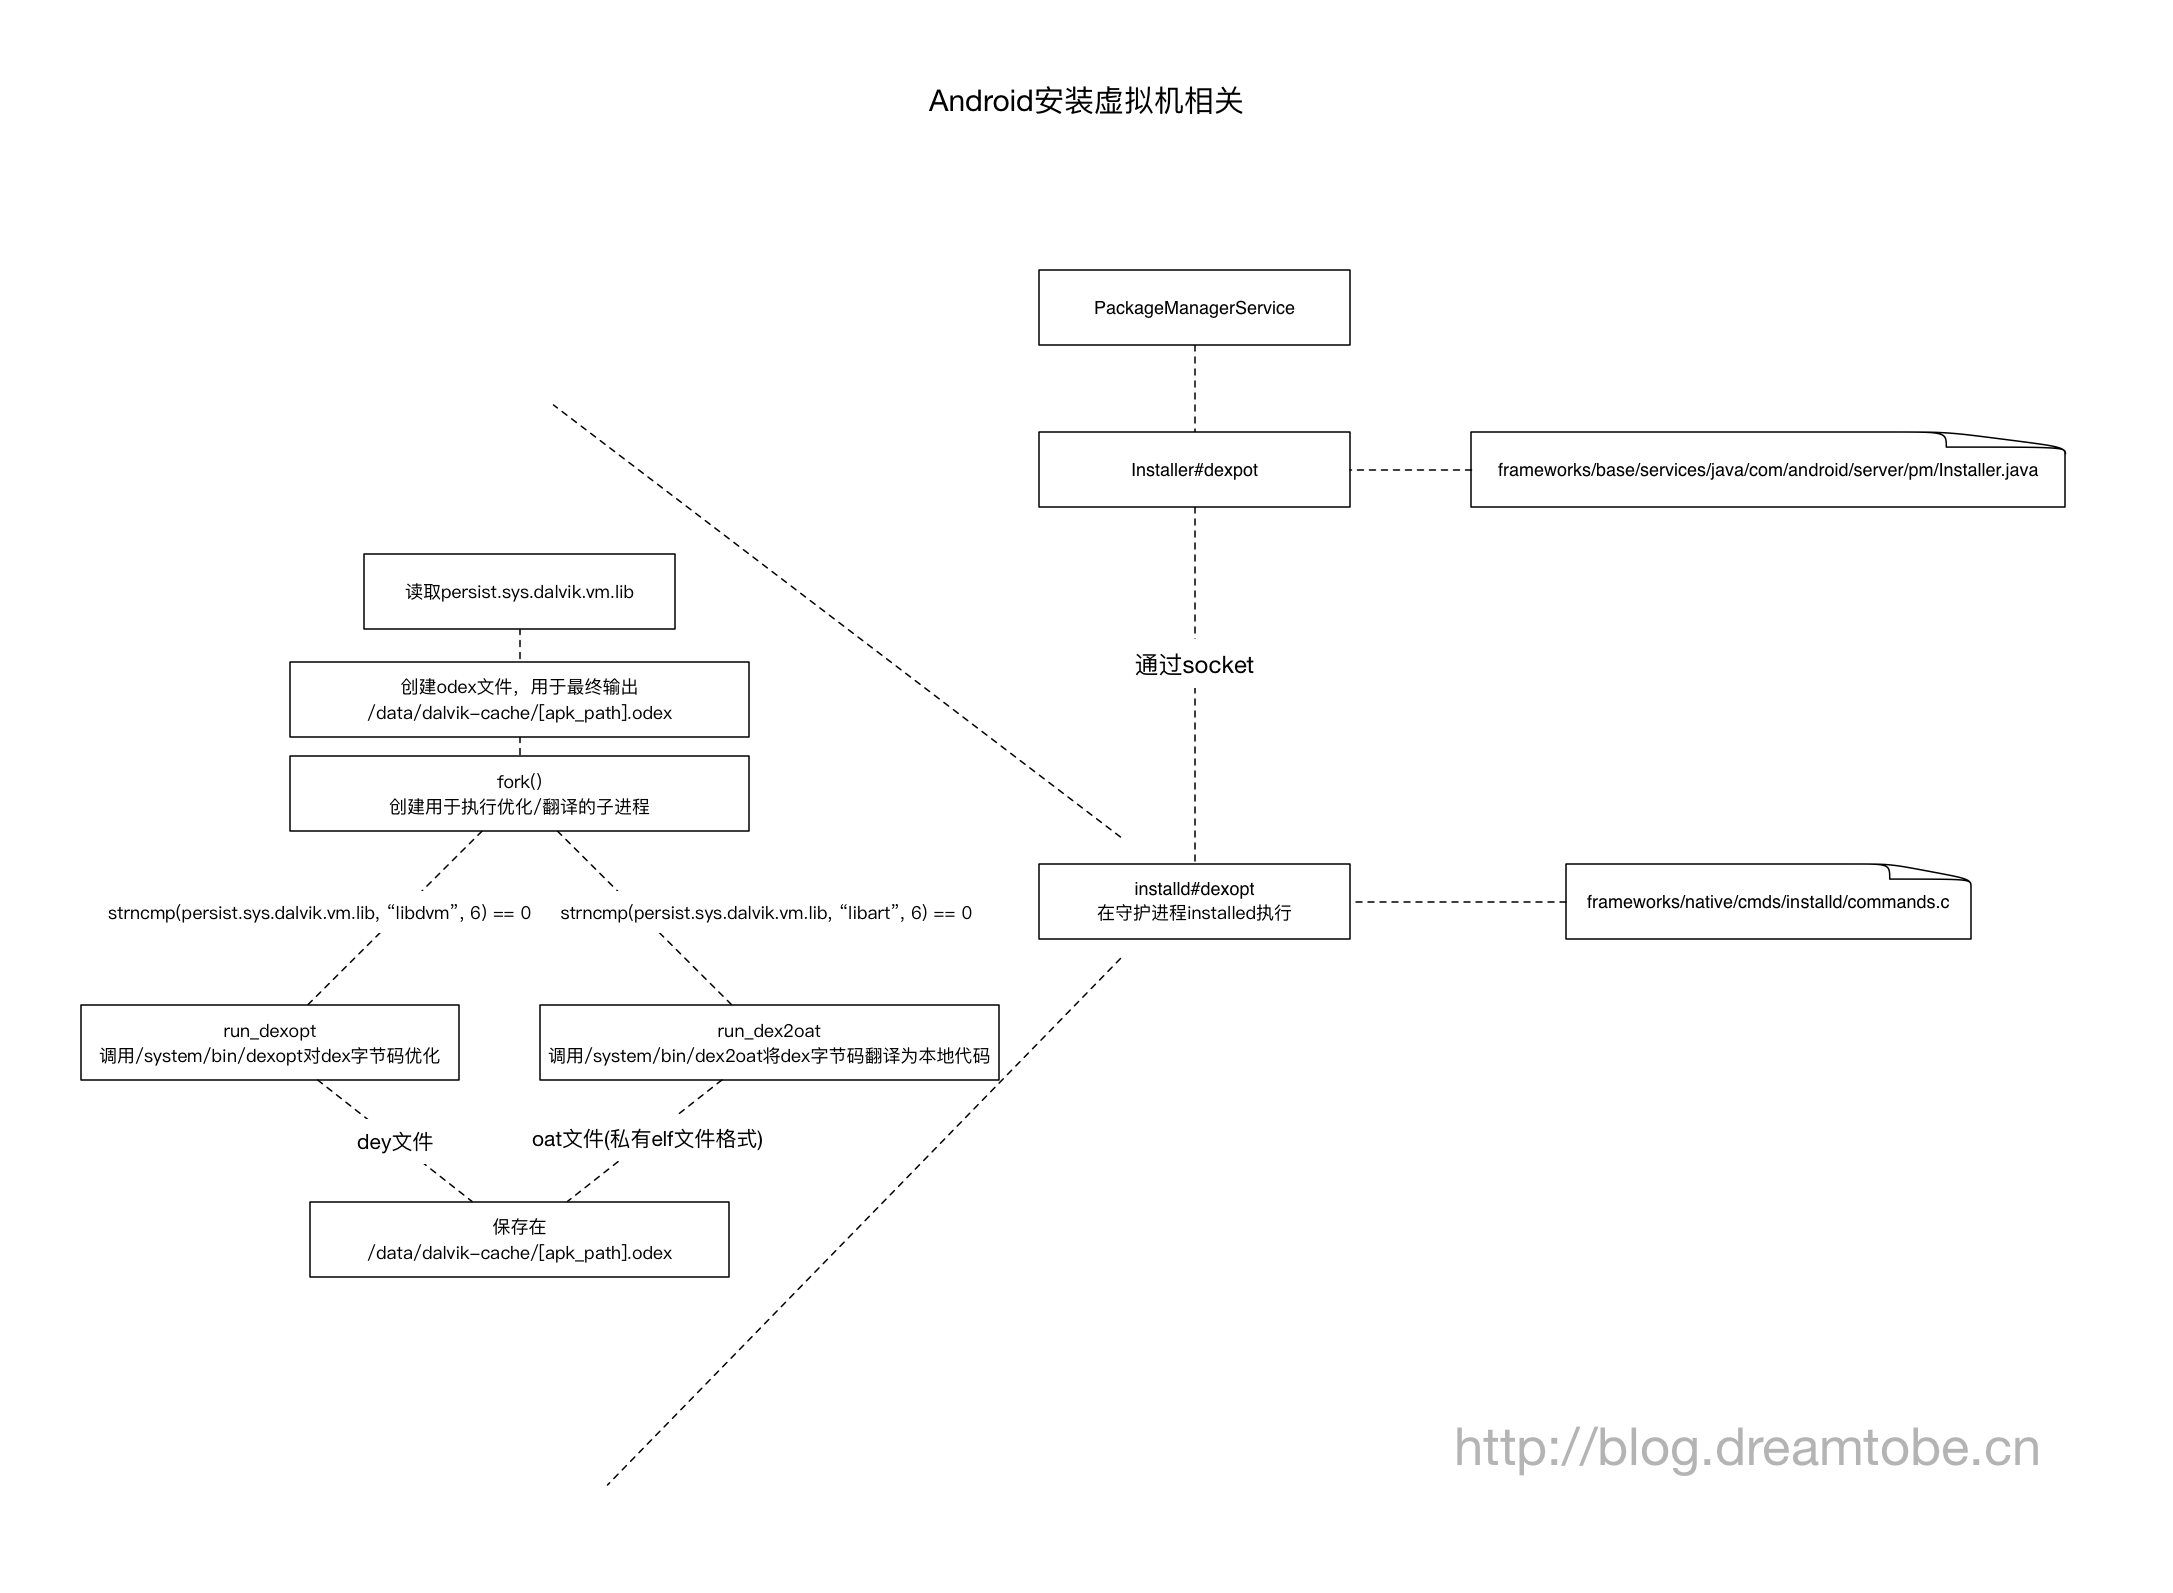 Android安装虚拟机相关
PackageManagerService
Installer#dexpot
frameworks/base/services/java/com/android/server/pm/Installer.java
通过socket
installd#dexopt
在守护进程installed执行
frameworks/native/cmds/installd/commands.c
读取persist.sys.dalvik.vm.lib
创建odex文件，用于最终输出
/data/dalvik-cache/[apk_path].odex
fork()
创建用于执行优化/翻译的子进程
strncmp(persist.sys.dalvik.vm.lib, “libdvm”, 6) == 0
strncmp(persist.sys.dalvik.vm.lib, “libart”, 6) == 0
run_dexopt
调用/system/bin/dexopt对dex字节码优化
run_dex2oat
调用/system/bin/dex2oat将dex字节码翻译为本地代码
dey文件
oat文件(私有elf文件格式)
保存在
/data/dalvik-cache/[apk_path].odex
http://blog.dreamtobe.cn